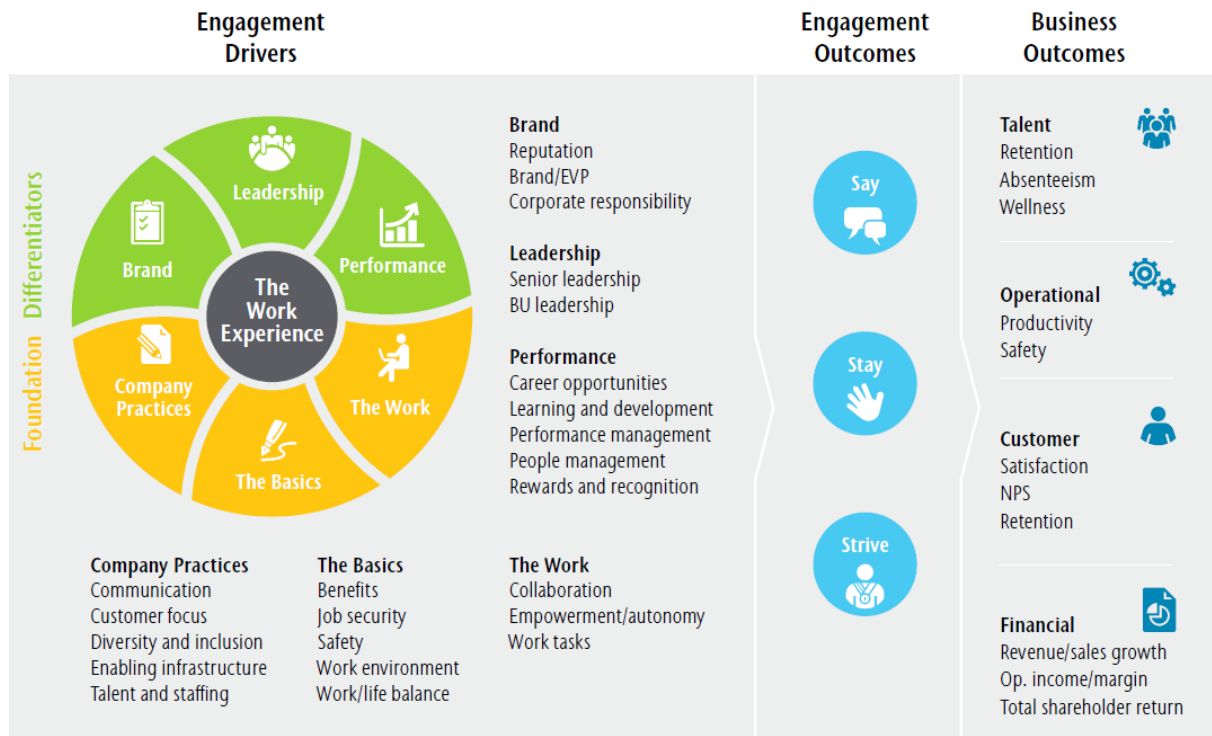 Engagement
Drivers
Engagement
Outcomes
Business
Outcomes
Differentiators
Foundation
Leadership
Performance
Brand
The
Work
Experience
Company
Practices
The Work
The Basics
Brand
Reputation
Brand/EVP
Corporate responsibility
Leadership
Senior leadership
BU leadership
Performance
Career opportunities
Learning and development
Performance management
People management
Rewards and recognition
Company Practices
Communication
Customer focus
Diversity and inclusion
Enabling infrastructure
Talent and staffing
The Basics
Benefits
Job security
Safety
Work environment
Work/life balance
The Work
Collaboration
Empowerment/autonomy
Work tasks
Say
Stay
Strive
Talent
Retention
Absenteeism
Wellness
Operational
Productivity
Safety
Customer
Satisfaction
NPS
Retention
Financial
Revenue/sales growth
Op. income/margin
Total shareholder return